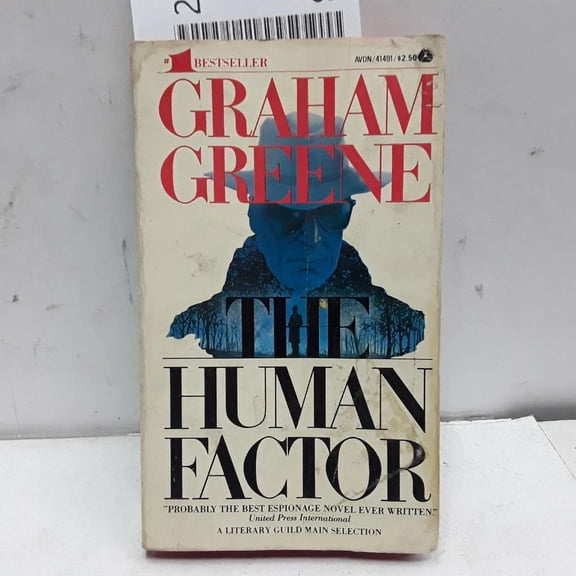 #1 BESTSELLER
AVON/41491/$2.50
GRAHAM
GREENE
THE
HUMAN
FACTOR
"PROBABLY THE BEST ESPIONAGE NOVEL EVER WRITTEN."
United Press International
A LITERARY GUILD MAIN SELECTION